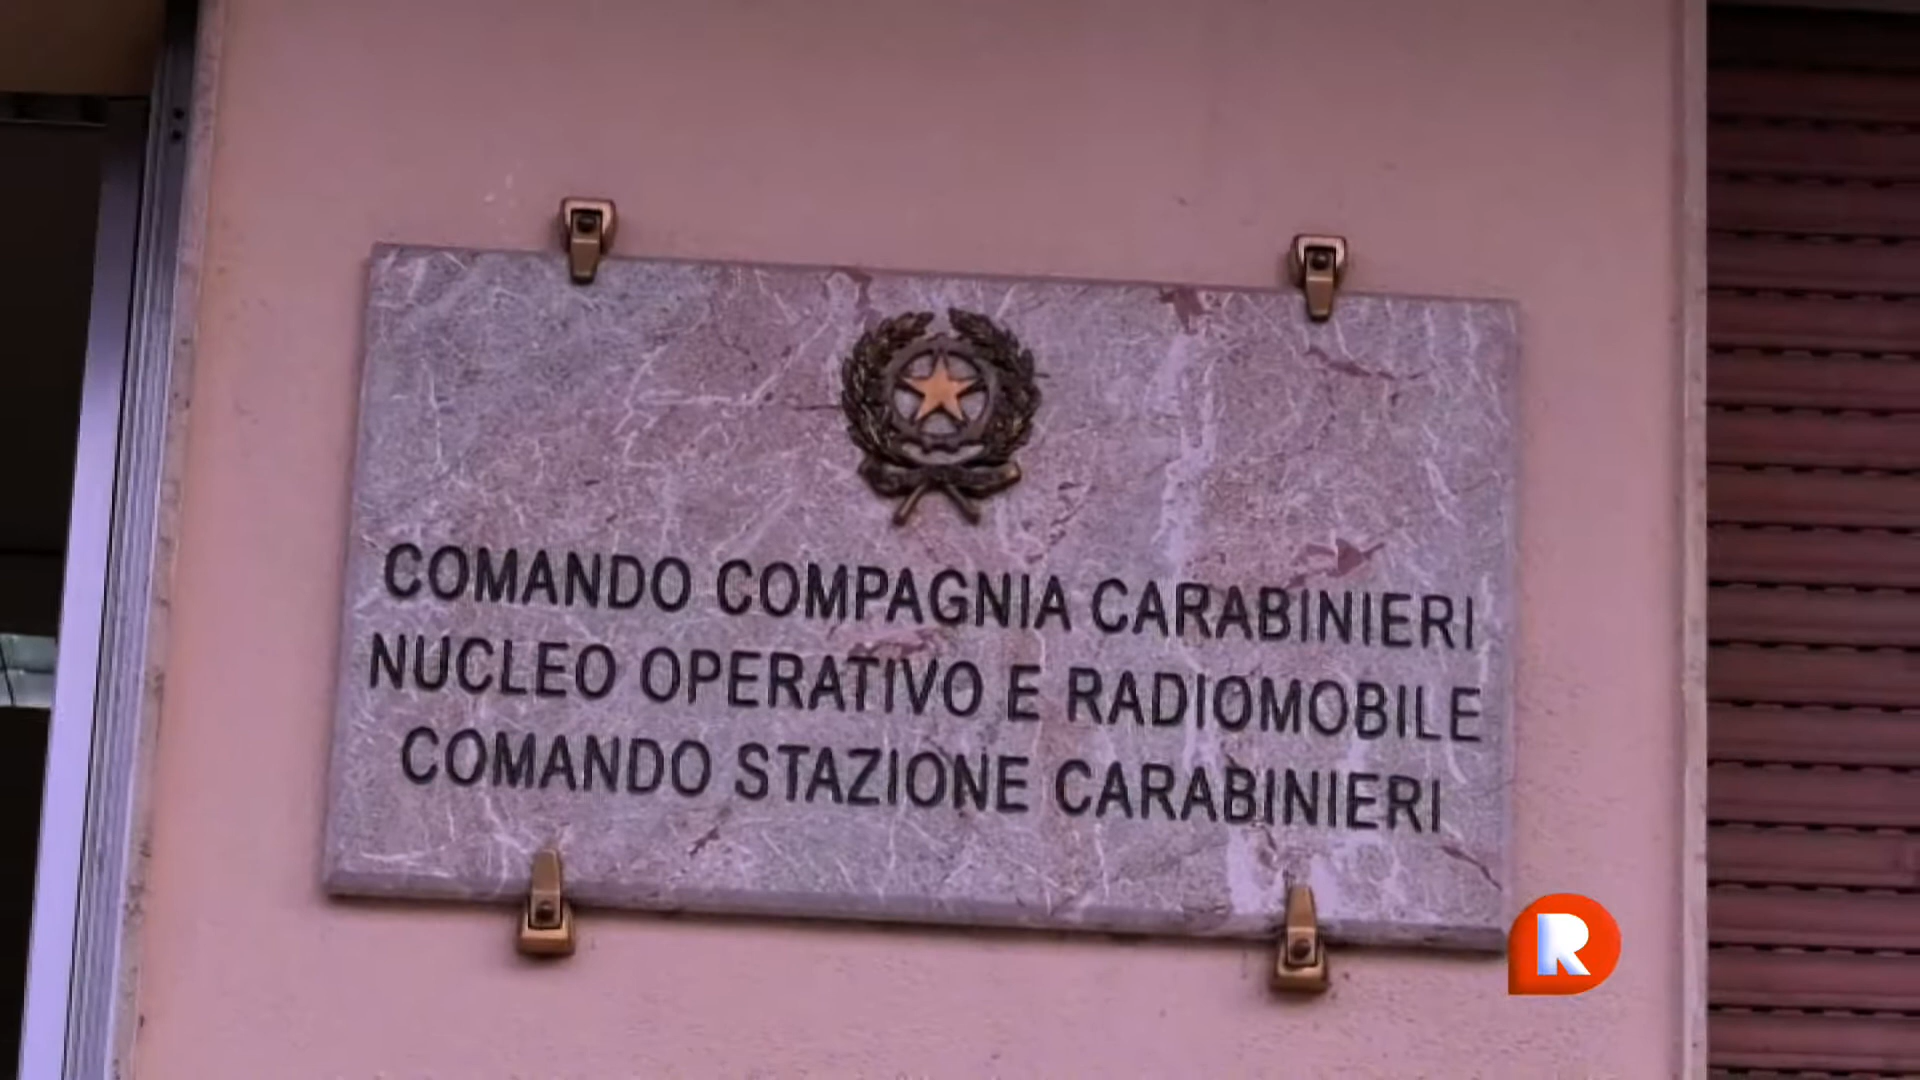 COMANDO COMPAGNIA CARABINIERI
NUCLEO OPERATIVO E RADIOMOBILE
COMANDO STAZIONE CARABINIERI
R